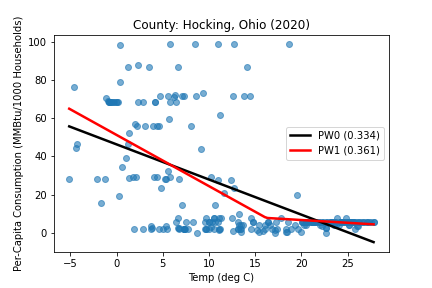 County: Hocking, Ohio (2020)
Per-Capita Consumption (MMBtu/1000 Households)
100
80
60
40
20
0
PW0 (0.334)
PW1 (0.361)
−5 0 5 10 15 20 25
Temp (deg C)